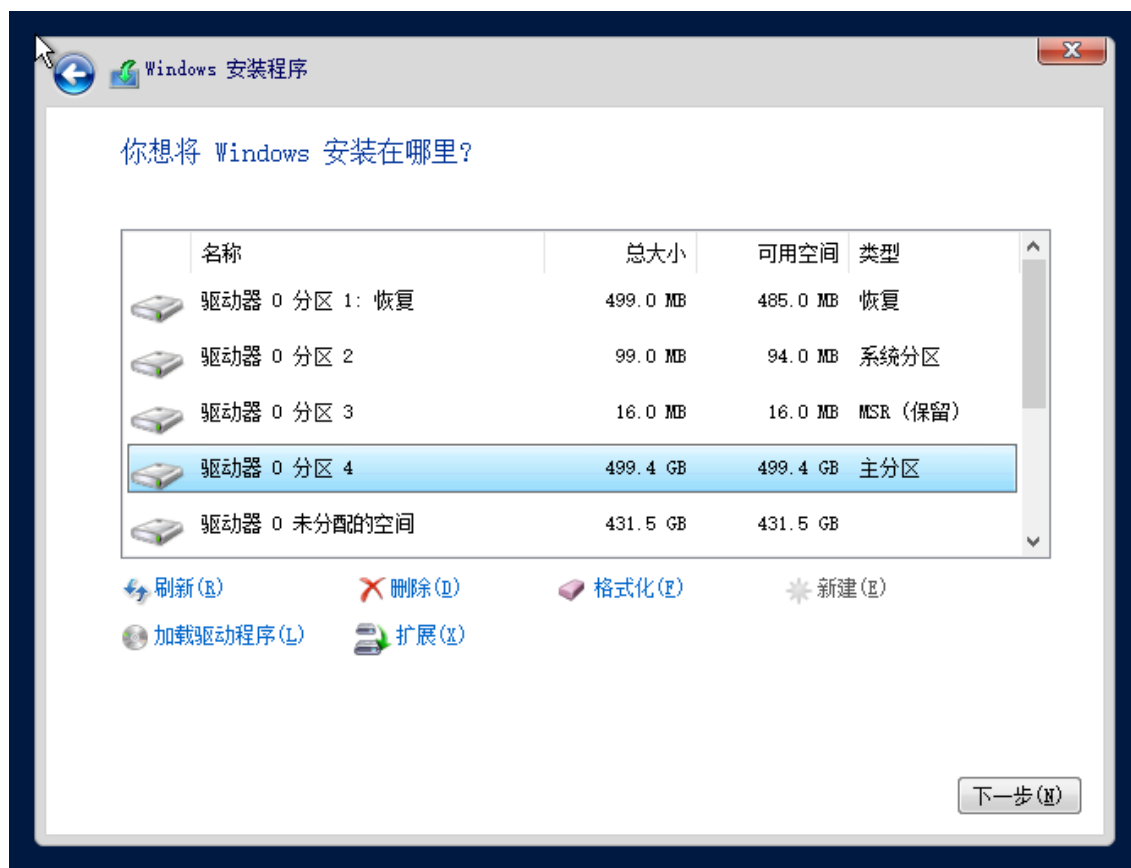 Windows 安装程序
你想将 Windows 安装在哪里?
名称 总大小 可用空间 类型
驱动器 0 分区 1: 恢复 499.0 MB 485.0 MB 恢复
驱动器 0 分区 2 99.0 MB 94.0 MB 系统分区
驱动器 0 分区 3 16.0 MB 16.0 MB MSR (保留)
驱动器 0 分区 4 499.4 GB 499.4 GB 主分区
驱动器 0 未分配的空间 431.5 GB 431.5 GB
刷新(R) 删除(D) 格式化(F) 新建(E)
加载驱动程序(L) 扩展(X)
下一步(N)